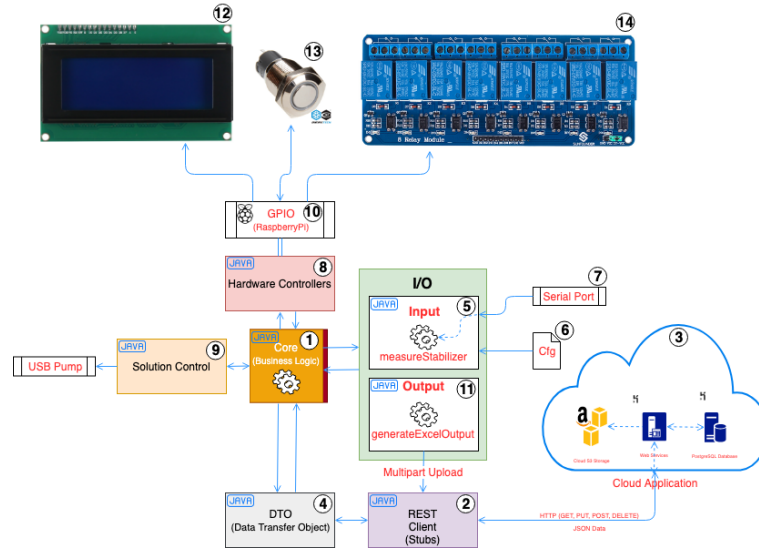 12
13
14
8 Relay Module
GPIO
(RaspberryPi)
10
JAVA
8
Hardware Controllers
I/O
JAVA
5
Input
measureStabilizer
7
Serial Port
6
Cfg
3
JAVA
1
Core
(Business Logic)
JAVA
9
Solution Control
USB Pump
JAVA
11
Output
generateExcelOutput
a
Cloud S3 Storage
Web Services
PostgreSQL Database
Cloud Application
Multipart Upload
JAVA
4
DTO
(Data Transfer Object)
JAVA
2
REST
Client
(Stubs)
HTTP (GET, PUT, POST, DELETE)
JSON Data